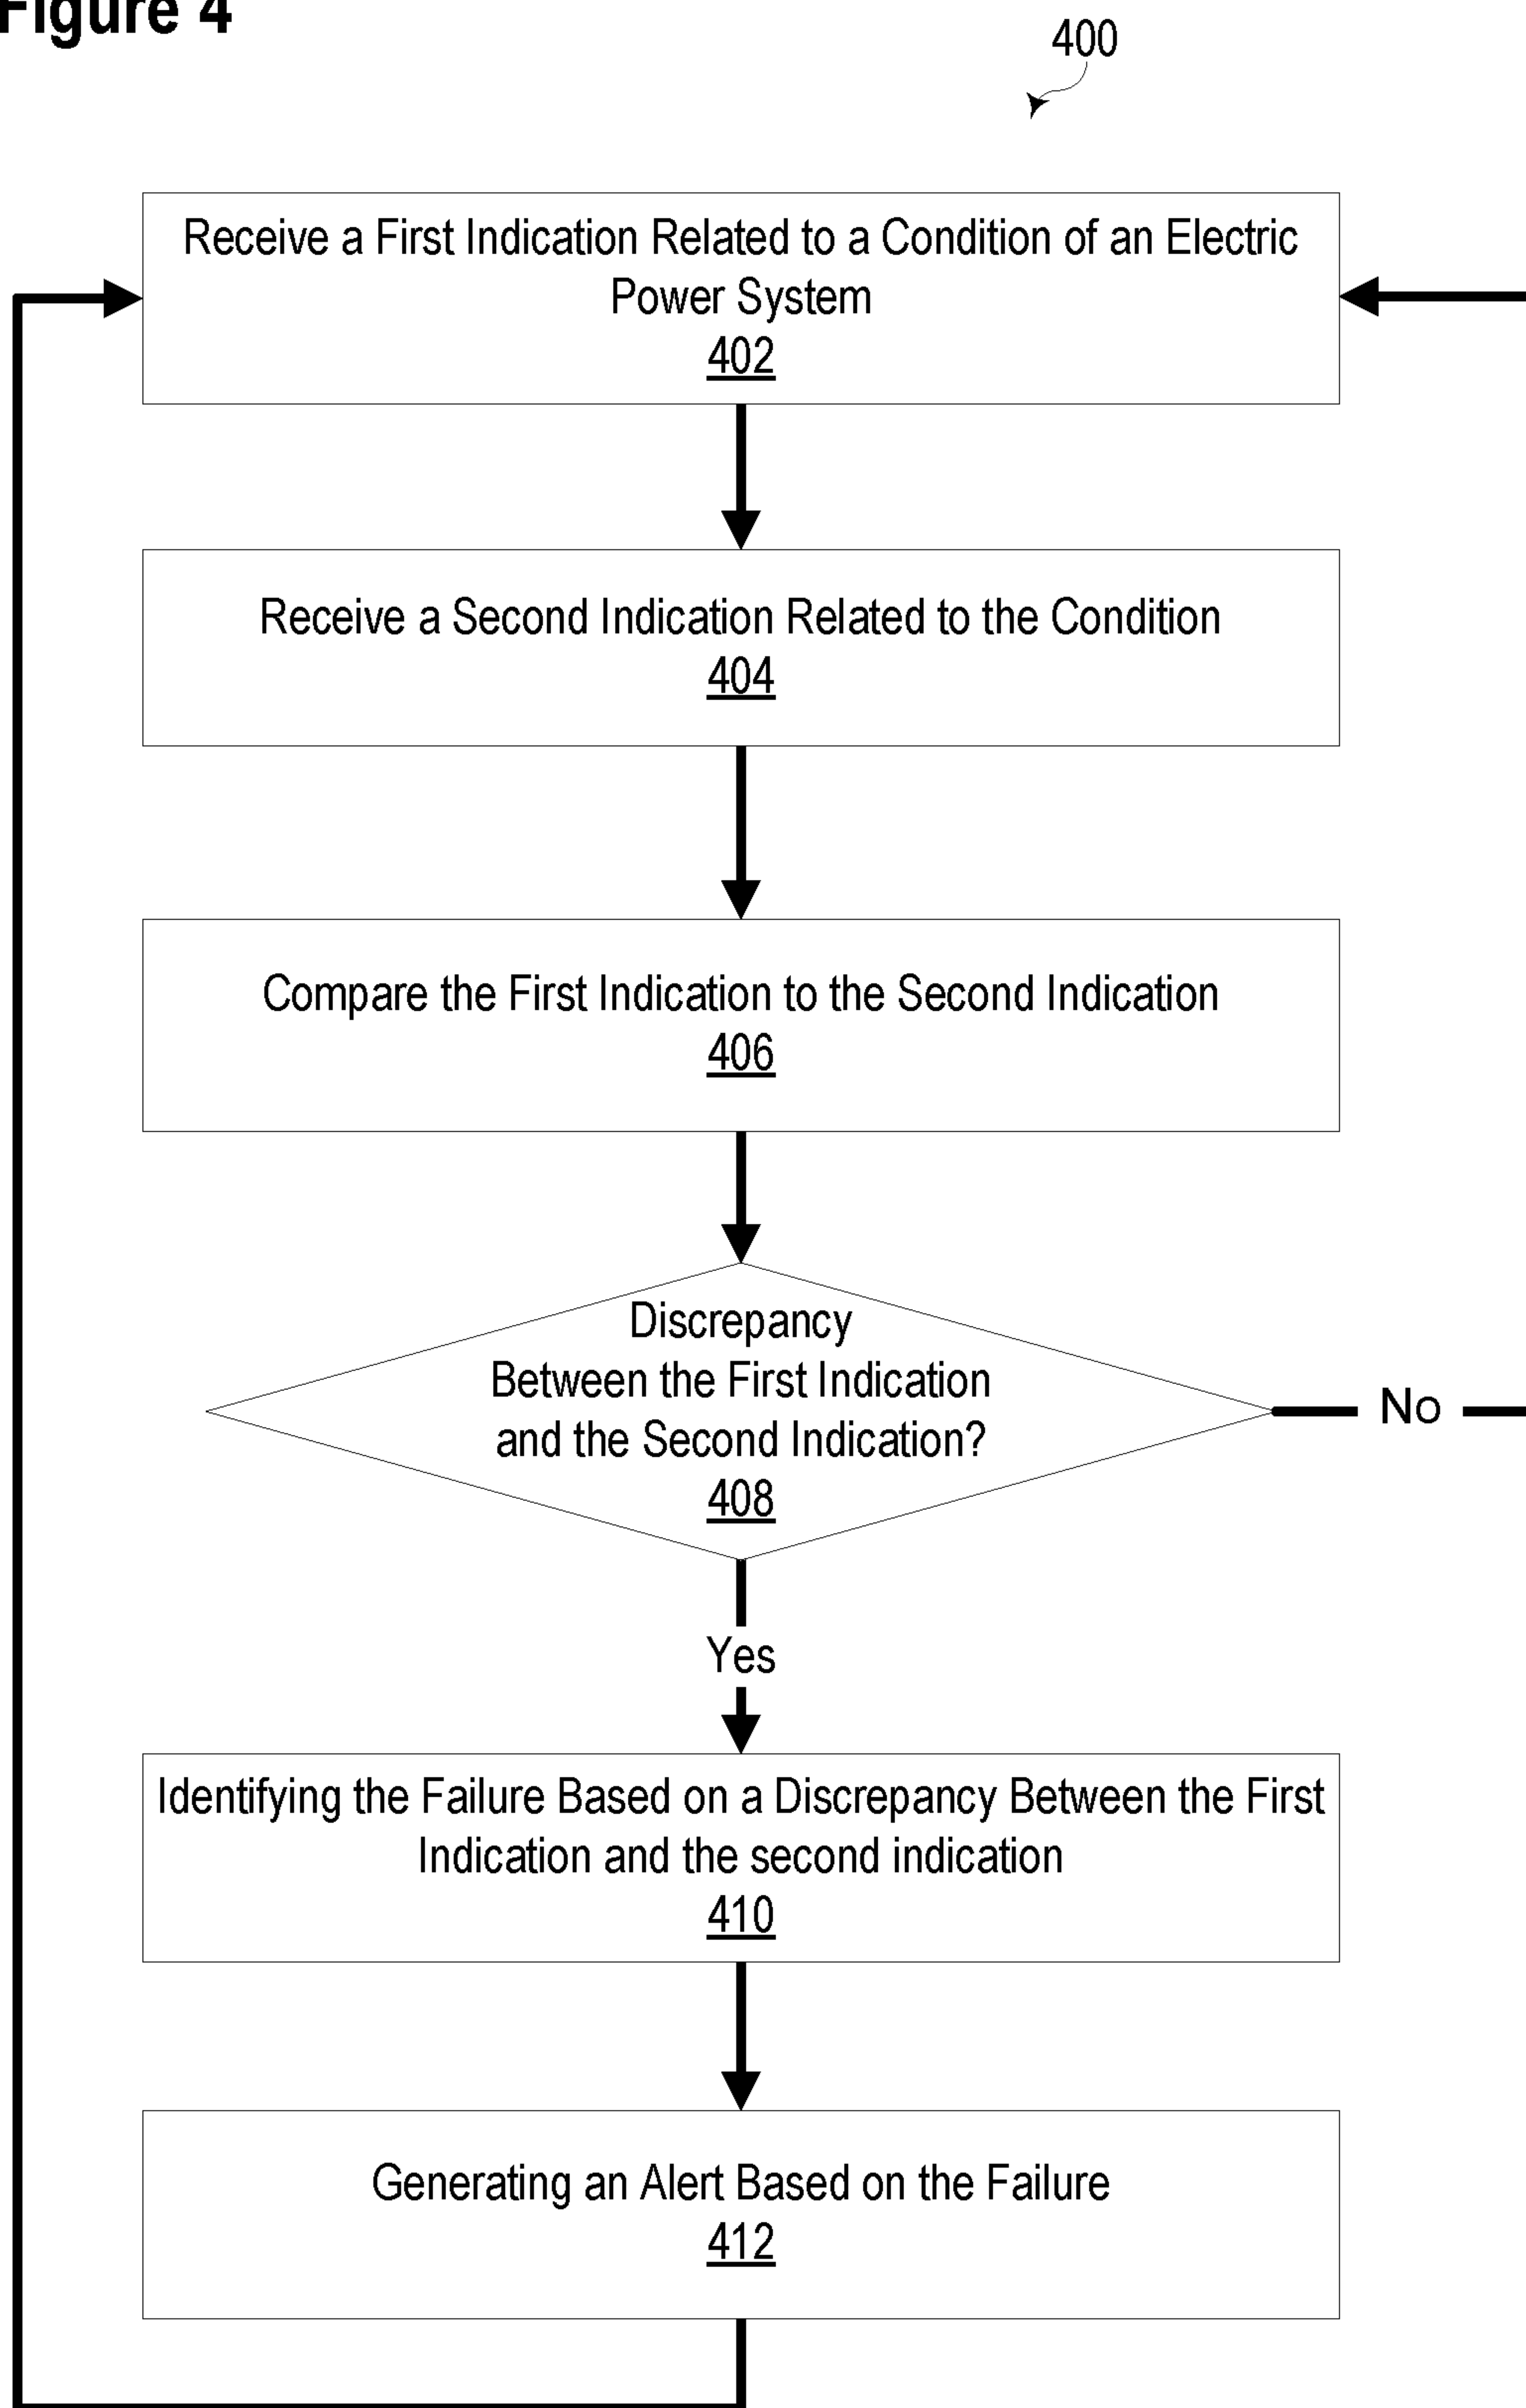 Figure 4
400
Receive a First Indication Related to a Condition of an Electric
Power System
402
Receive a Second Indication Related to the Condition
404
Compare the First Indication to the Second Indication
406
Discrepancy
Between the First Indication
and the Second Indication?
408
No
Yes
Identifying the Failure Based on a Discrepancy Between the First
Indication and the second indication
410
Generating an Alert Based on the Failure
412